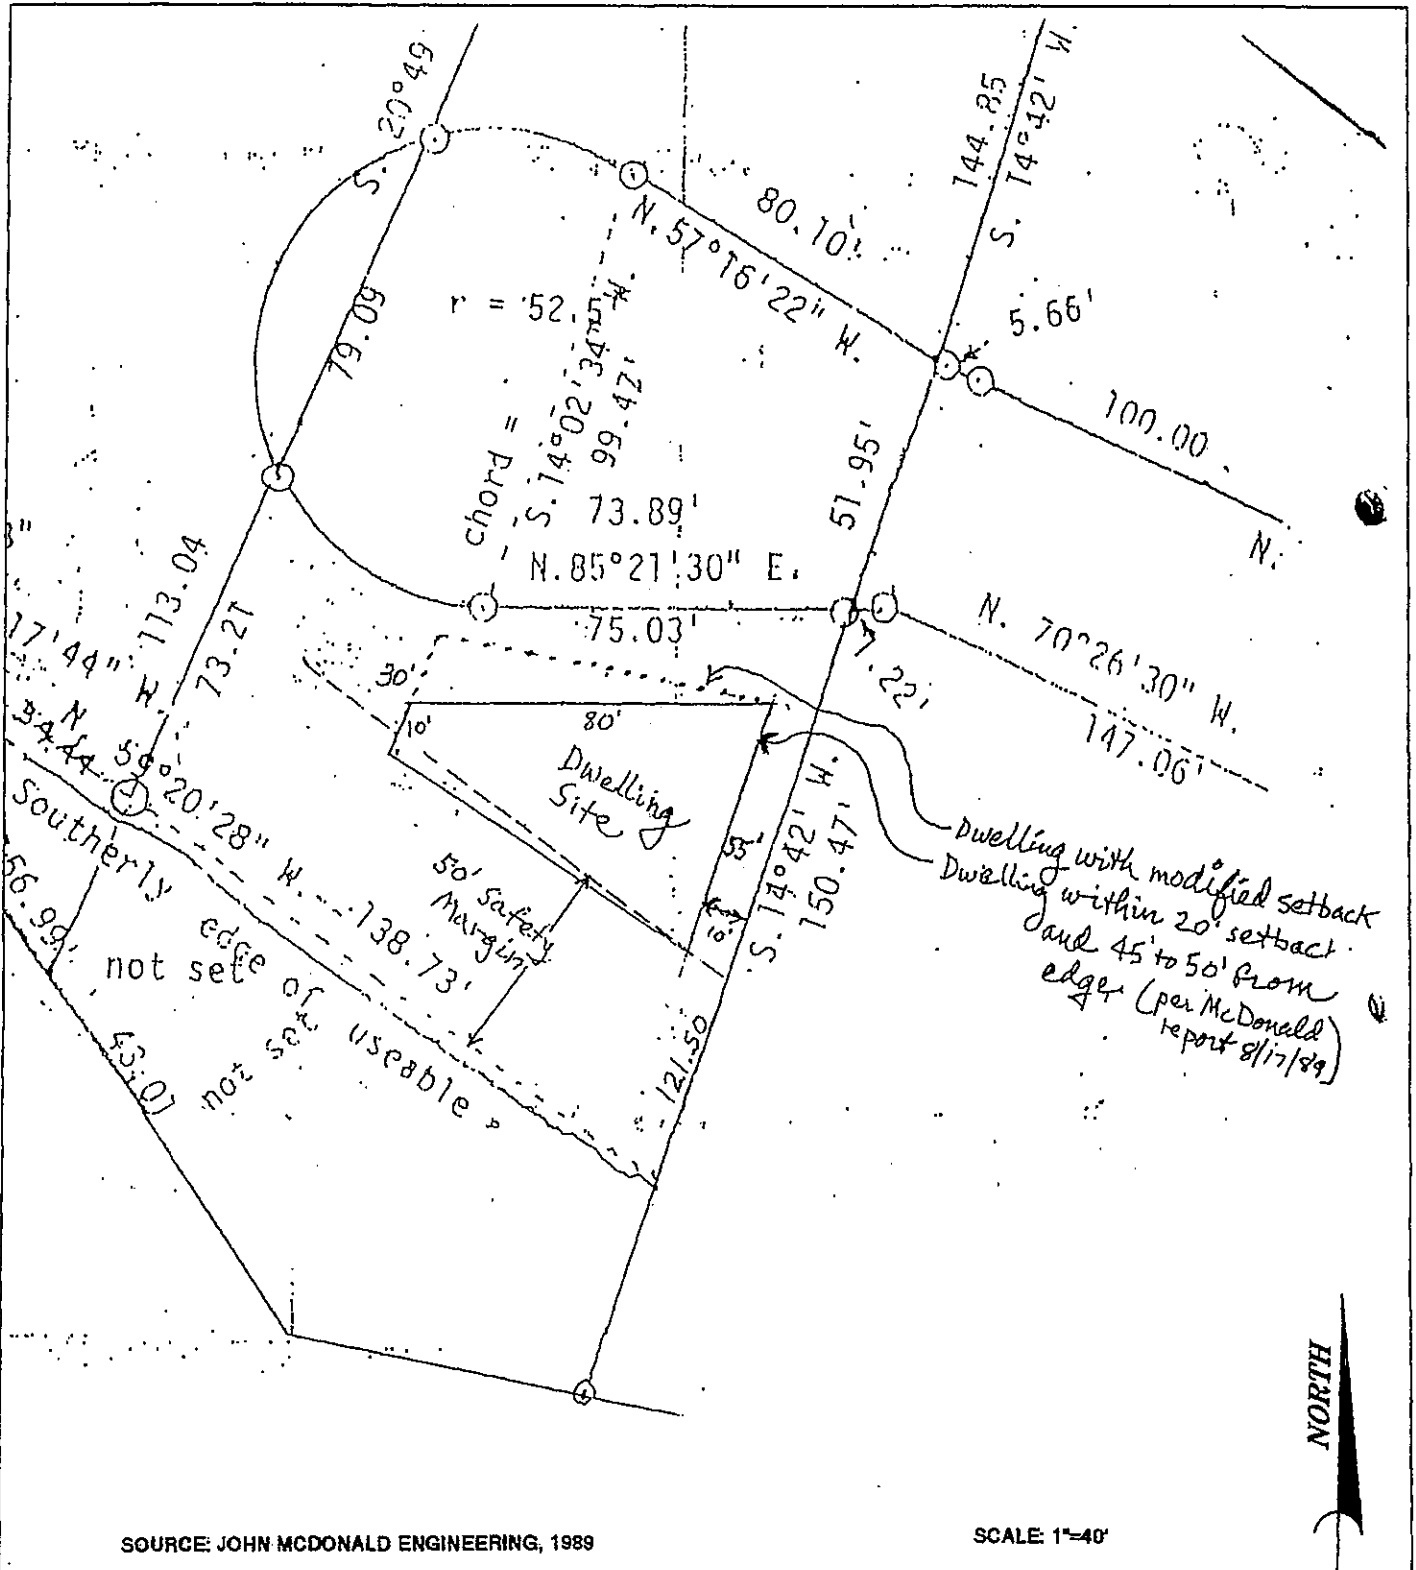 S. 20°49
144.85
S. 14°42' W.
80.10'
N. 57°16'22" W.
r = 52.5'
79.09
chord =
S. 14°02'34" W.
99.42'
5.66'
100.00
N.
51.95'
73.89'
N. 85°21'30" E.
75.03'
7.22'
N. 70°26'30" W.
147.06'
113.04
73.21
17'44" W.
N 59°20'28" W.
138.73'
34.44
30'
10'
80'
Dwelling
Site
55'
10'
S. 14°42' W.
150.47'
50' Safety
Margin
Dwelling with modified setback
Dwelling within 20' setback
and 45' to 50' from
edge (per McDonald
report 8/17/89)
Southerly edge of useable
56.99'
not set
not set
43.01
121.50
NORTH
SOURCE: JOHN MCDONALD ENGINEERING, 1989
SCALE: 1"=40'